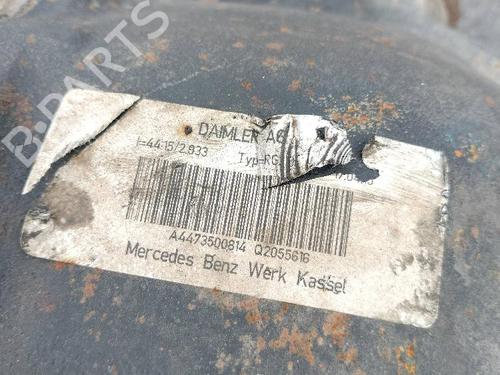 B-PARTS
DAIMLER AG
i=44:15/2.933 Typ=RG
A4473500814 Q2055616
Mercedes Benz Werk Kassel